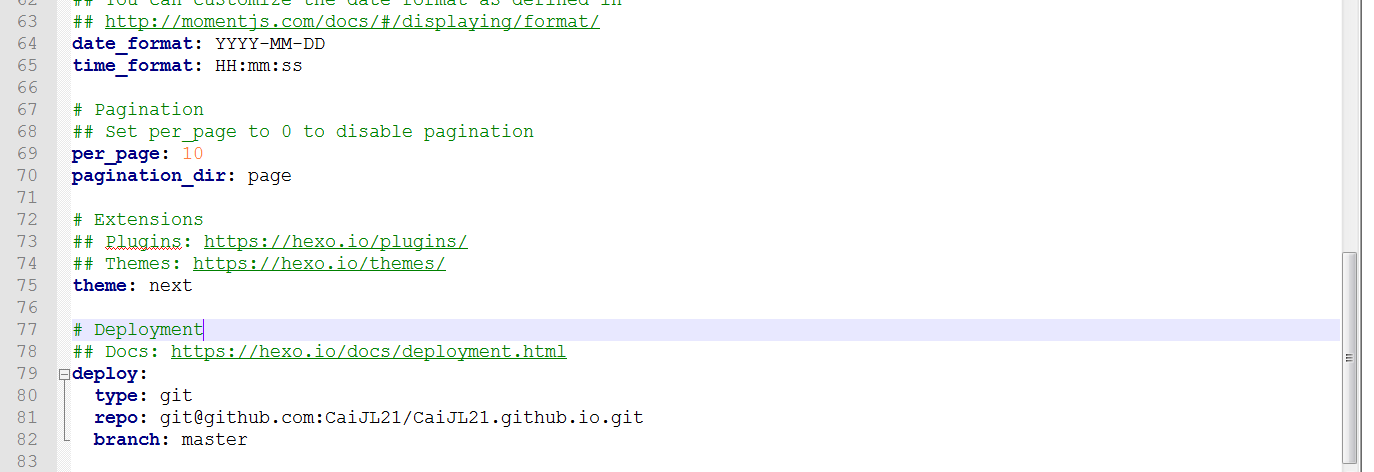 62 ## You can customize the date format as defined in
63 ## http://momentjs.com/docs/#/displaying/format/
64 date_format: YYYY-MM-DD
65 time_format: HH:mm:ss
66
67 # Pagination
68 ## Set per_page to 0 to disable pagination
69 per_page: 10
70 pagination_dir: page
71
72 # Extensions
73 ## Plugins: https://hexo.io/plugins/
74 ## Themes: https://hexo.io/themes/
75 theme: next
76
77 # Deployment
78 ## Docs: https://hexo.io/docs/deployment.html
79 deploy:
80 type: git
81 repo: git@github.com:CaiJL21/CaiJL21.github.io.git
82 branch: master
83